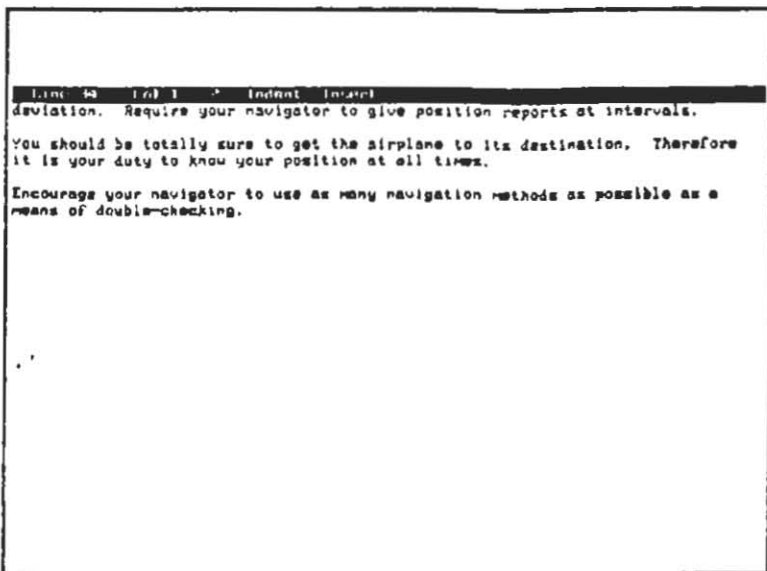 Line 34 Col 1 Indent Insert
deviation. Require your navigator to give position reports at intervals.
You should be totally sure to get the airplane to its destination. Therefore
it is your duty to know your position at all times.
Encourage your navigator to use as many navigation methods as possible as a
means of double-checking.